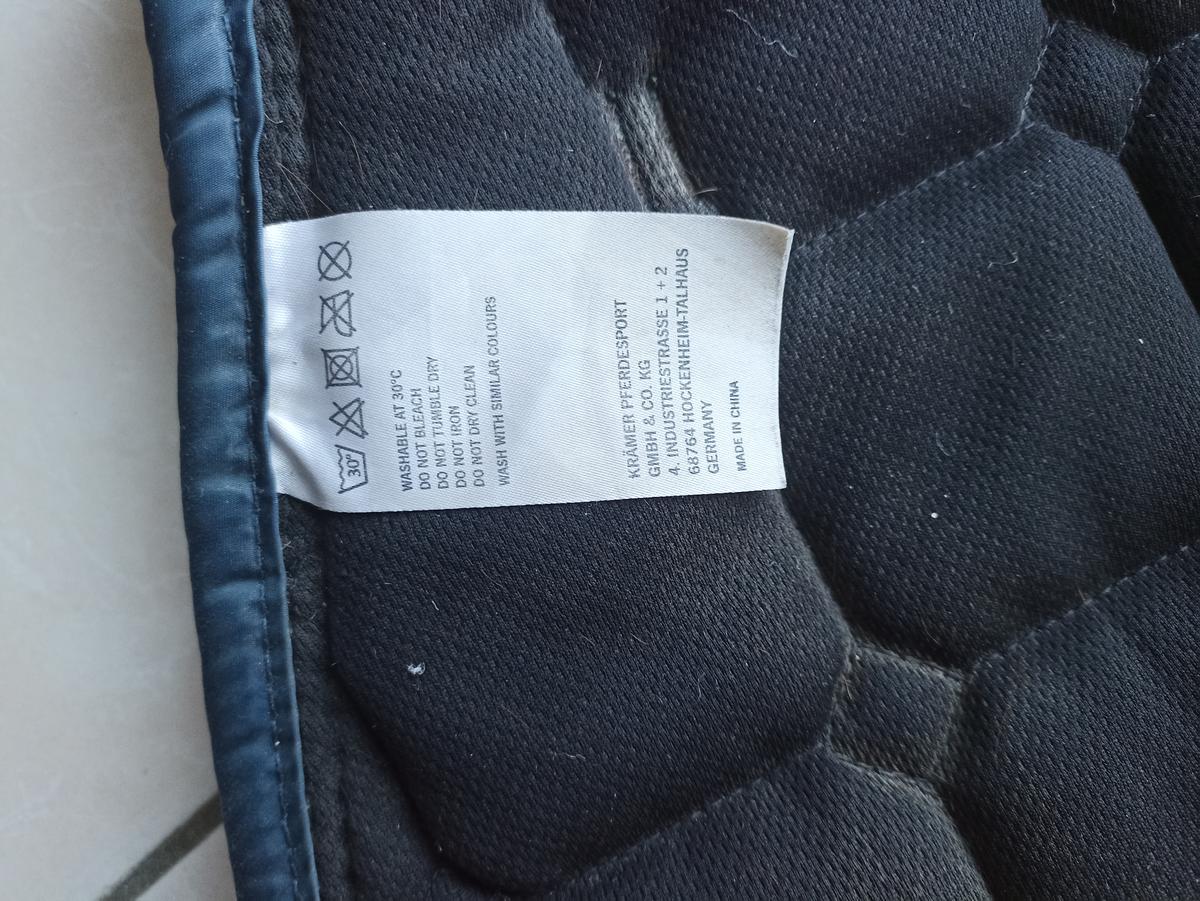 30°
WASHABLE AT 30°C
DO NOT BLEACH
DO NOT TUMBLE DRY
DO NOT IRON
DO NOT DRY CLEAN
WASH WITH SIMILAR COLOURS
KRÄMER PFERDESPORT
GMBH & CO. KG
4. INDUSTRIESTRASSE 1 + 2
68764 HOCKENHEIM-TALHAUS
GERMANY
MADE IN CHINA